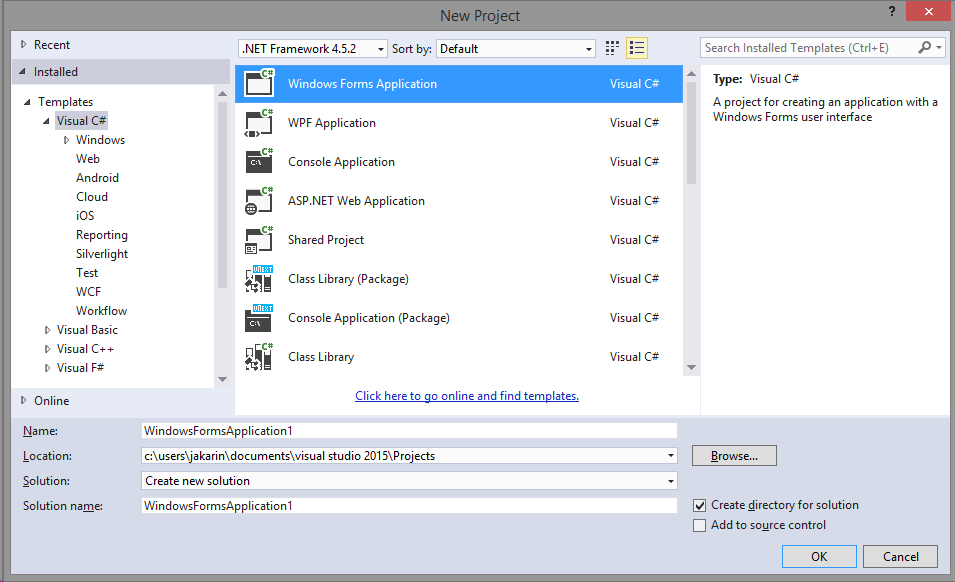 New Project
?
Recent
.NET Framework 4.5.2
Sort by:
Default
Search Installed Templates (Ctrl+E)
Installed
Templates
Visual C#
Windows
Web
Android
Cloud
iOS
Reporting
Silverlight
Test
WCF
Workflow
Visual Basic
Visual C++
Visual F#
Online
C# Windows Forms Application Visual C#
C# WPF Application Visual C#
C# C:\ Console Application Visual C#
C# ASP.NET Web Application Visual C#
C# Shared Project Visual C#
VNEXT Class Library (Package) Visual C#
VNEXT C:\ Console Application (Package) Visual C#
C# Class Library Visual C#
Click here to go online and find templates.
Type: Visual C#
A project for creating an application with a
Windows Forms user interface
Name: WindowsFormsApplication1
Location: c:\users\jakarin\documents\visual studio 2015\Projects
Browse...
Solution: Create new solution
Solution name: WindowsFormsApplication1
Create directory for solution
Add to source control
OK
Cancel